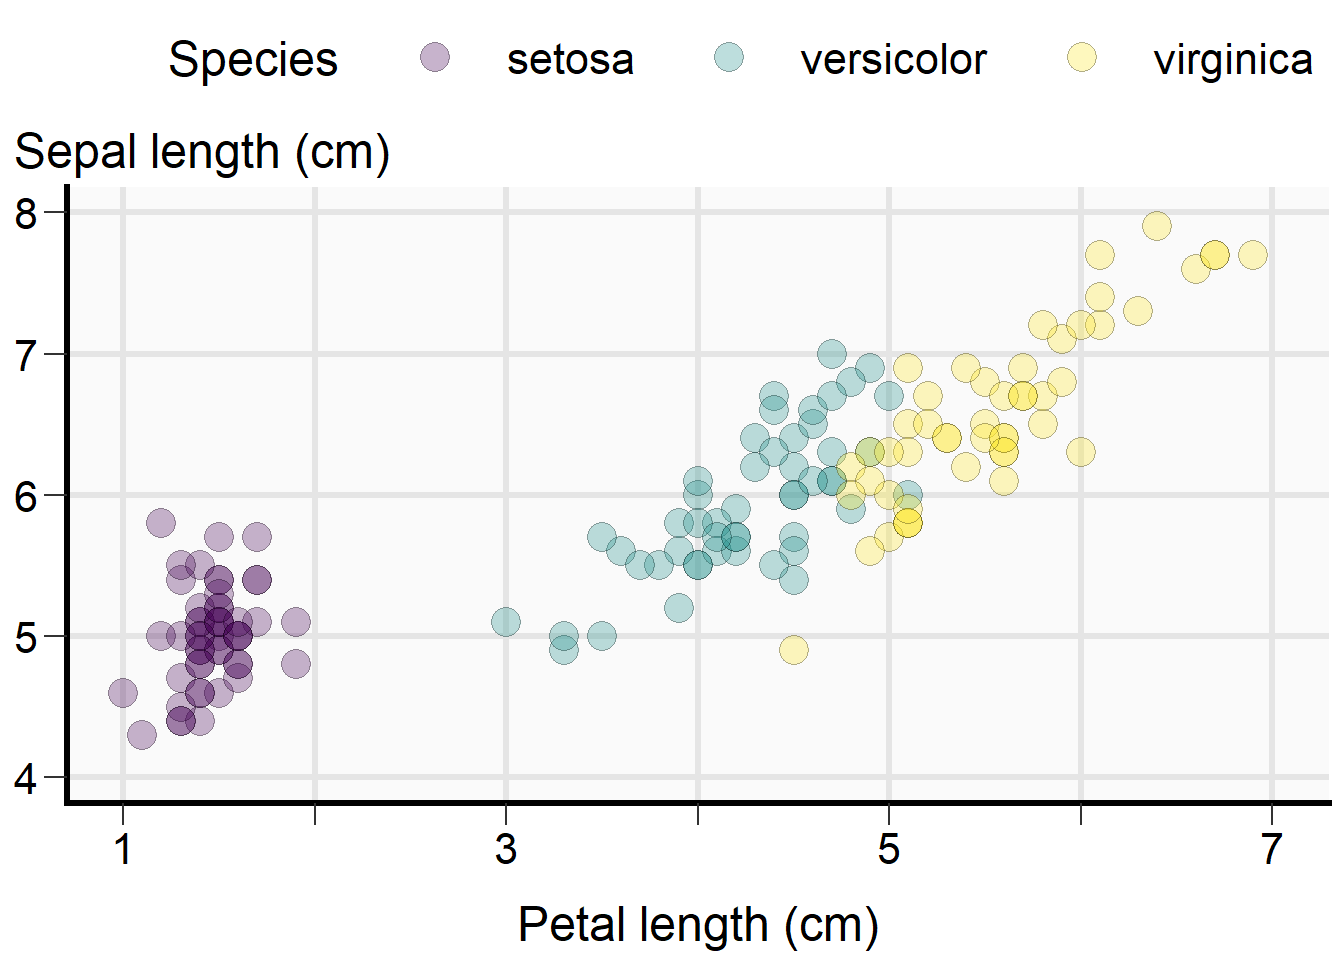 Species setosa versicolor virginica
Sepal length (cm)
8
7
6
5
4
1 3 5 7
Petal length (cm)